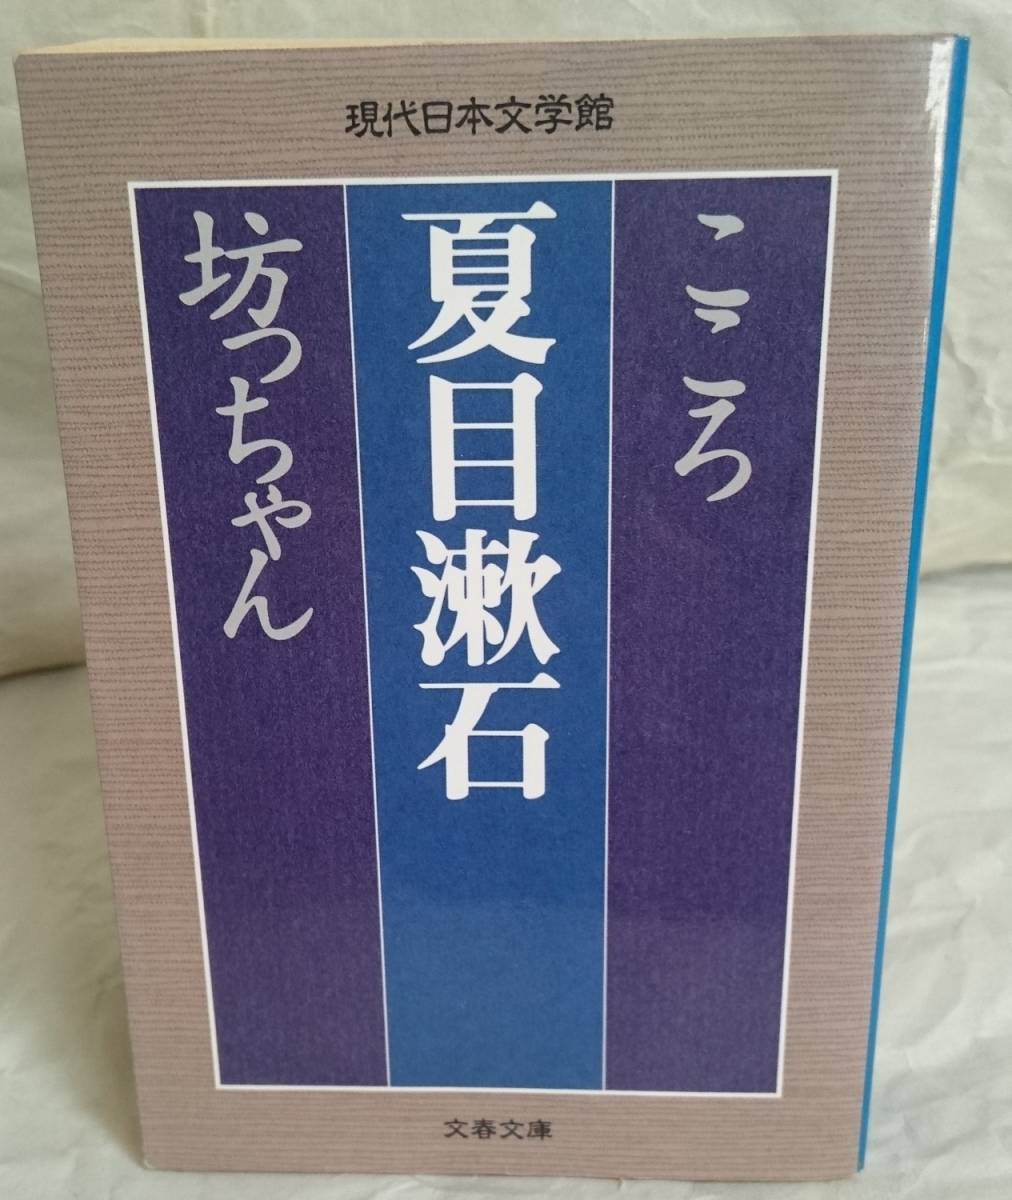 現代日本文学館
こころ
夏目漱石
坊っちゃん
文春文庫